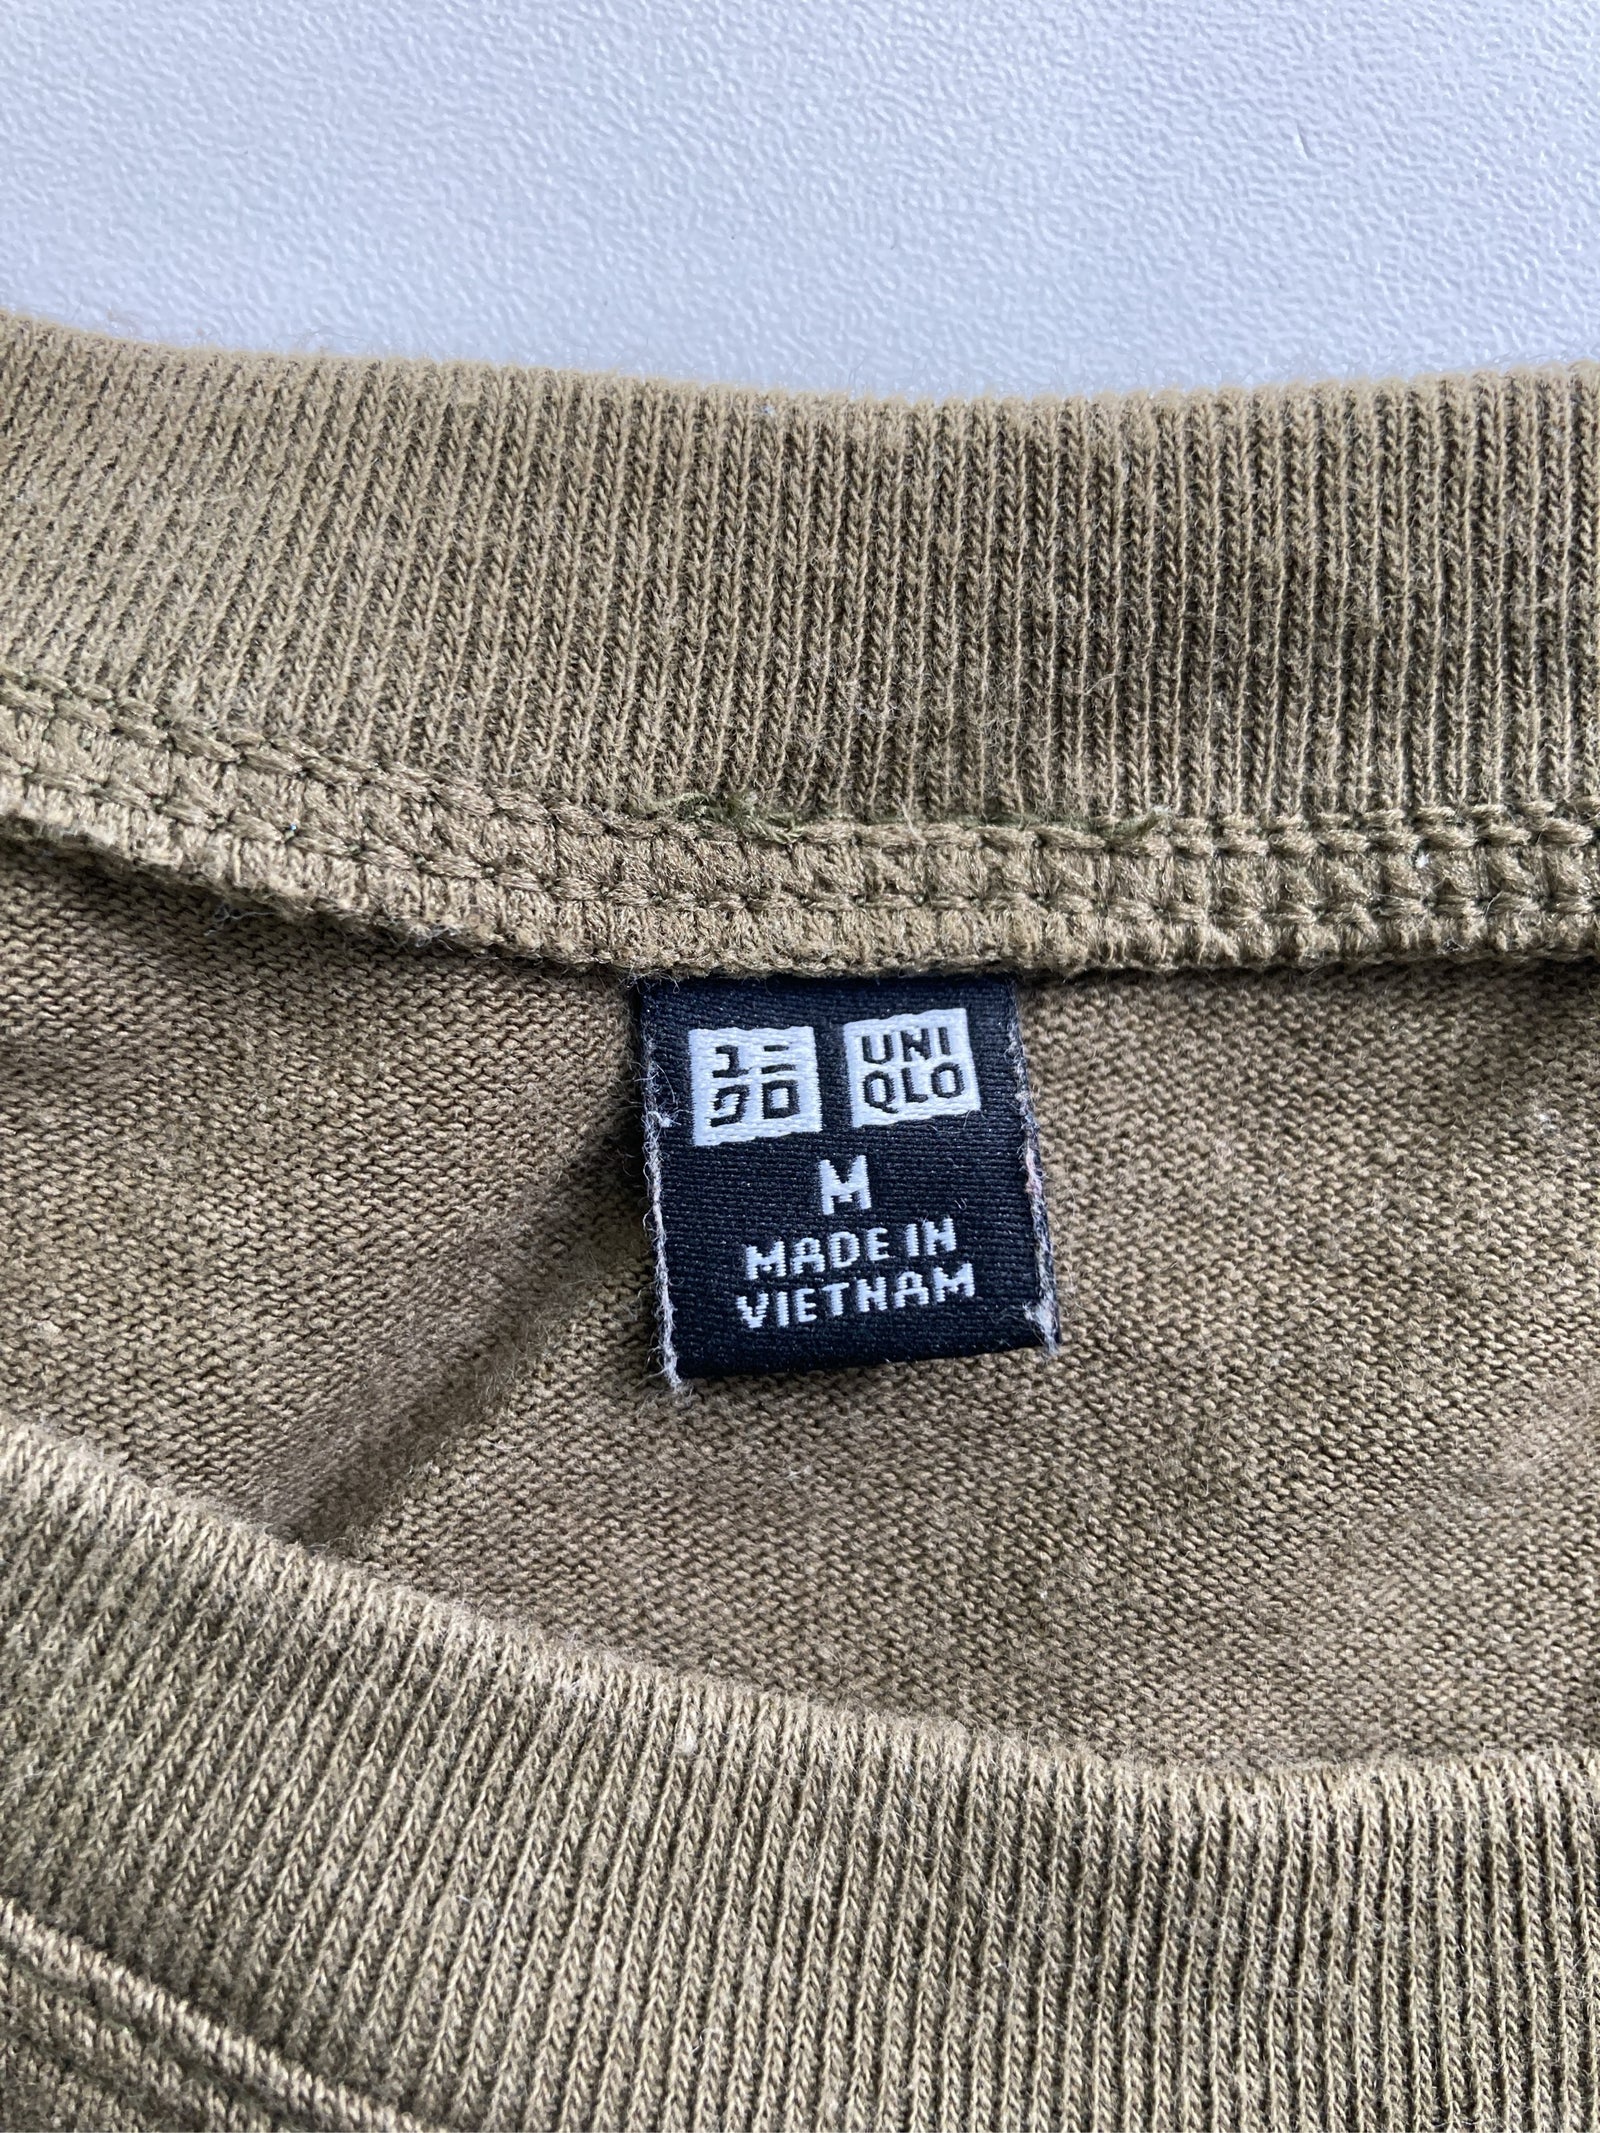 ユニ
クロ
UNI
QLO
M
MADE IN
VIETNAM